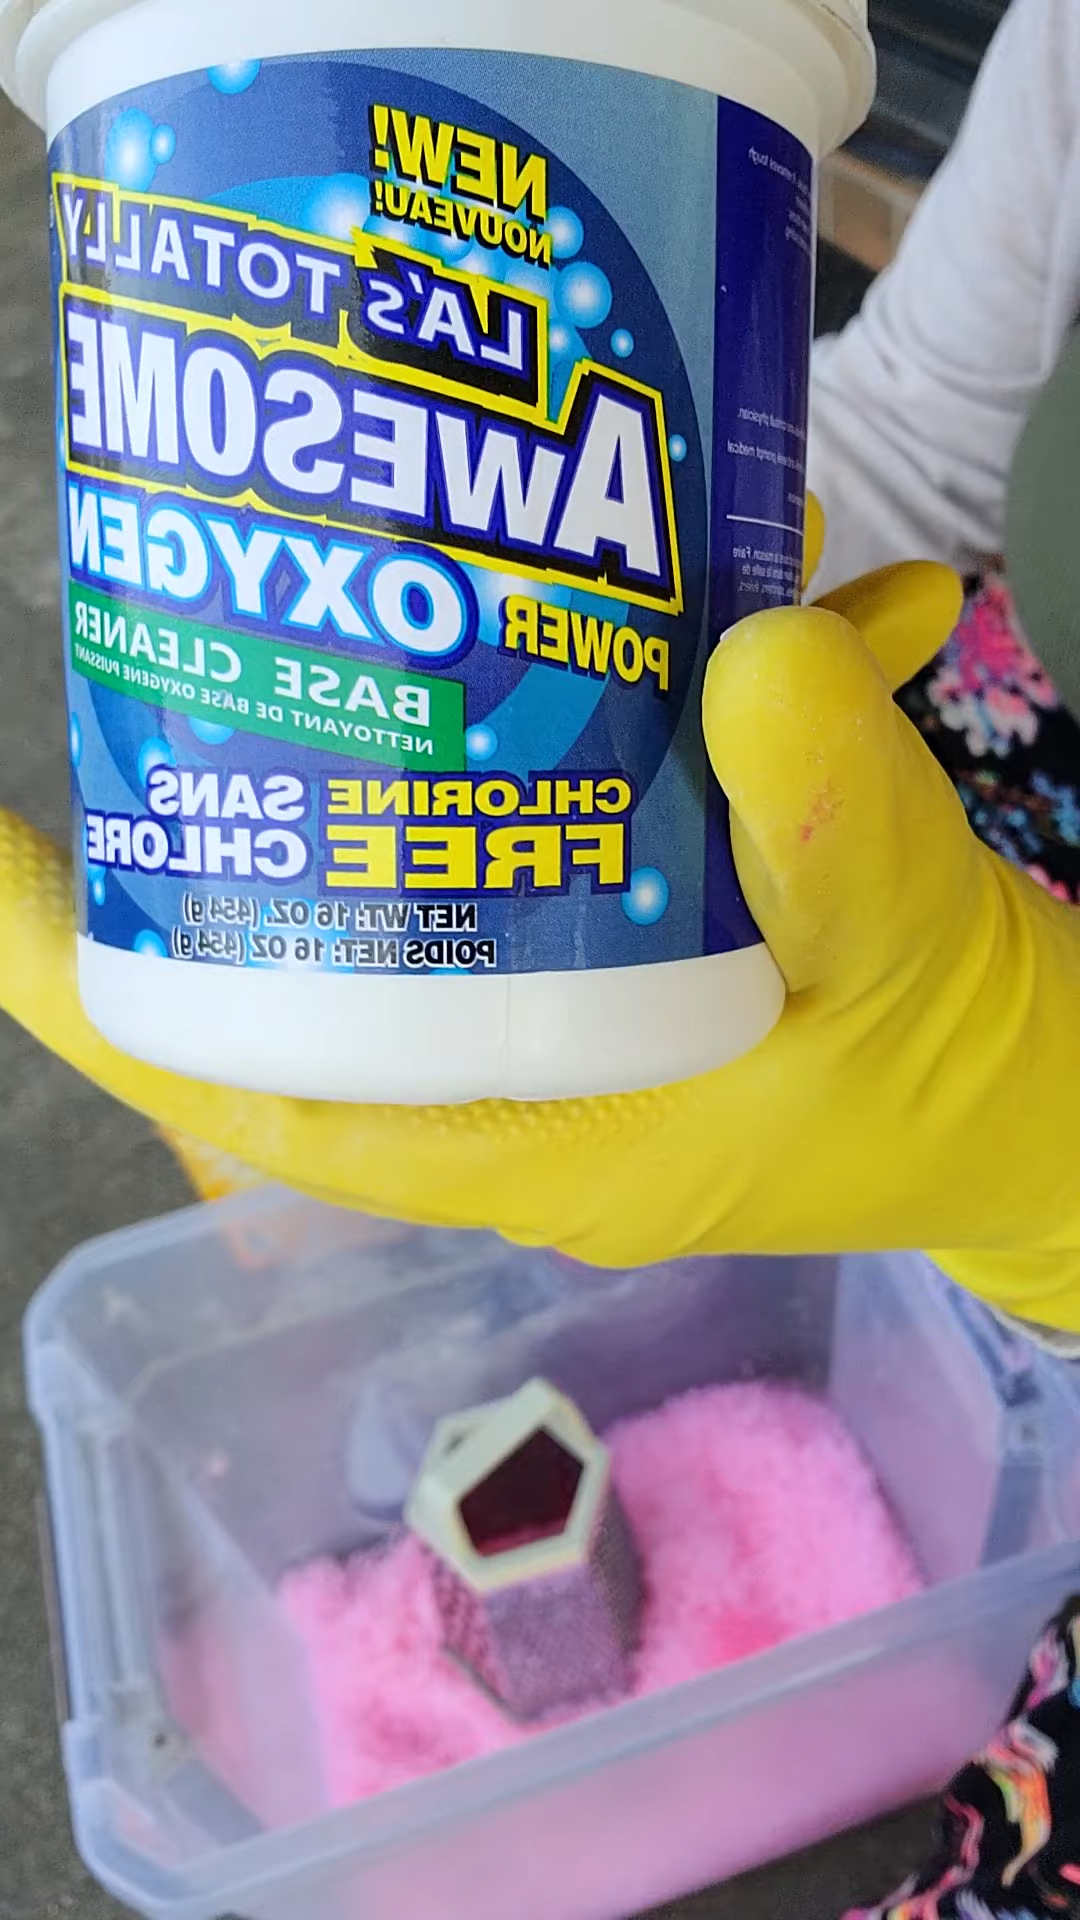 NEW!
NOUVEAU!
LA's TOTALLY
AWESOME
POWER OXYGEN
BASE CLEANER
NETTOYANT DE BASE OXYGENE PUISSANT
CHLORINE FREE
SANS CHLORE
NET WT: 16 OZ. (454 g)
POIDS NET: 16 OZ (454 g)